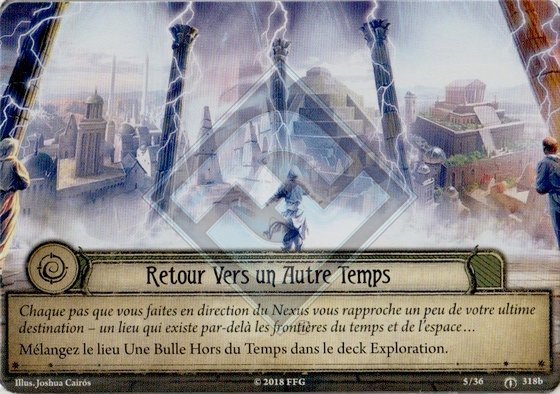 Retour Vers un Autre Temps
Chaque pas que vous faites en direction du Nexus vous rapproche un peu de votre ultime
destination – un lieu qui existe par-delà les frontières du temps et de l'espace…
Mélangez le lieu Une Bulle Hors du Temps dans le deck Exploration.
Illus. Joshua Cairós © 2018 FFG 5/36 318b